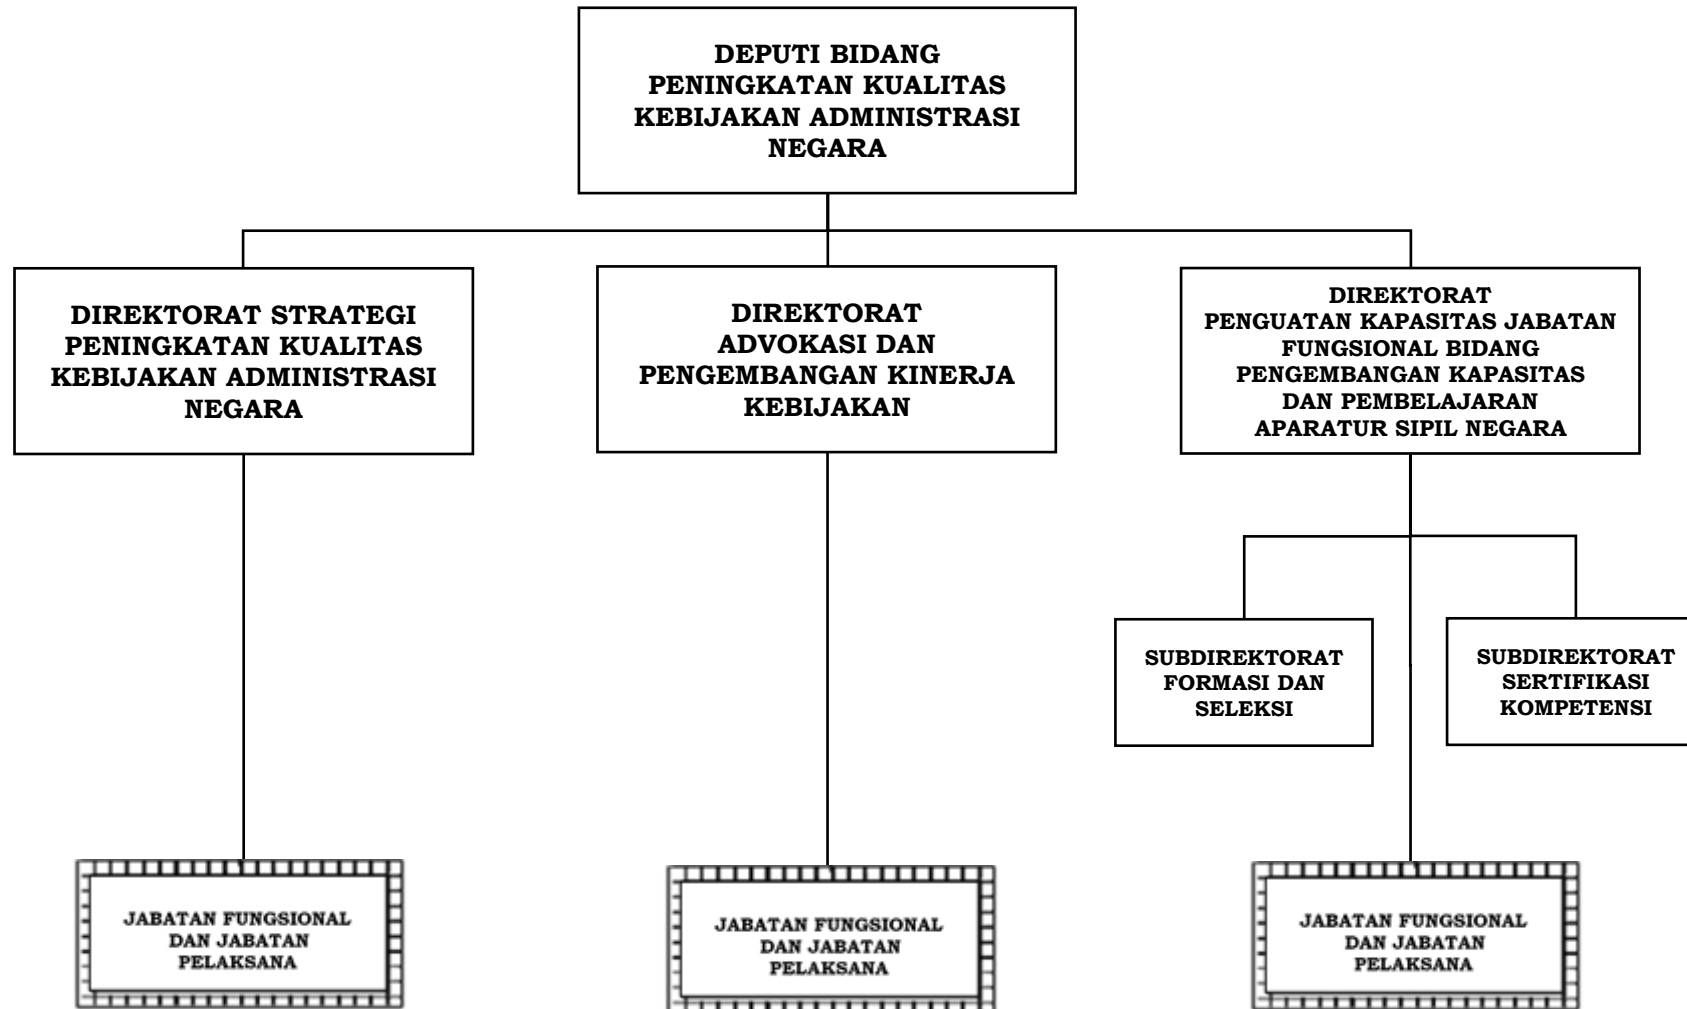 DEPUTI BIDANG
PENINGKATAN KUALITAS
KEBIJAKAN ADMINISTRASI
NEGARA
DIREKTORAT STRATEGI
PENINGKATAN KUALITAS
KEBIJAKAN ADMINISTRASI
NEGARA
DIREKTORAT
ADVOKASI DAN
PENGEMBANGAN KINERJA
KEBIJAKAN
DIREKTORAT
PENGUATAN KAPASITAS JABATAN
FUNGSIONAL BIDANG
PENGEMBANGAN KAPASITAS
DAN PEMBELAJARAN
APARATUR SIPIL NEGARA
SUBDIREKTORAT
FORMASI DAN
SELEKSI
SUBDIREKTORAT
SERTIFIKASI
KOMPETENSI
JABATAN FUNGSIONAL
DAN JABATAN
PELAKSANA
JABATAN FUNGSIONAL
DAN JABATAN
PELAKSANA
JABATAN FUNGSIONAL
DAN JABATAN
PELAKSANA